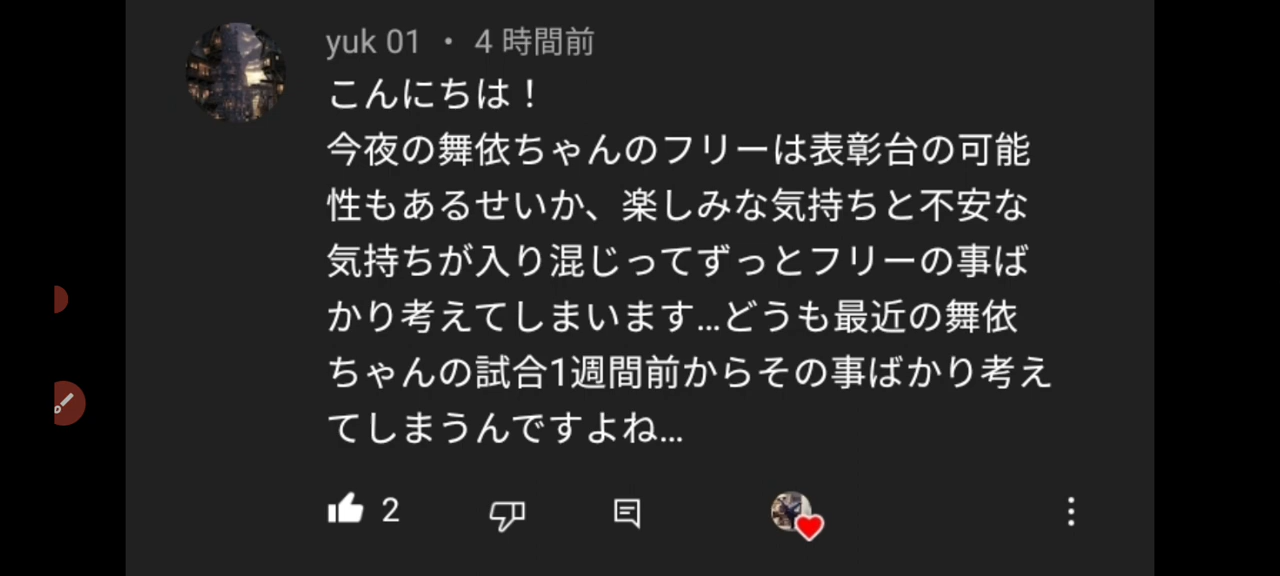 yuk 01 ・ 4 時間前
こんにちは！
今夜の舞依ちゃんのフリーは表彰台の可能
性もあるせいか、楽しみな気持ちと不安な
気持ちが入り混じってずっとフリーの事ば
かり考えてしまいます…どうも最近の舞依
ちゃんの試合1週間前からその事ばかり考え
てしまうんですよね…
2